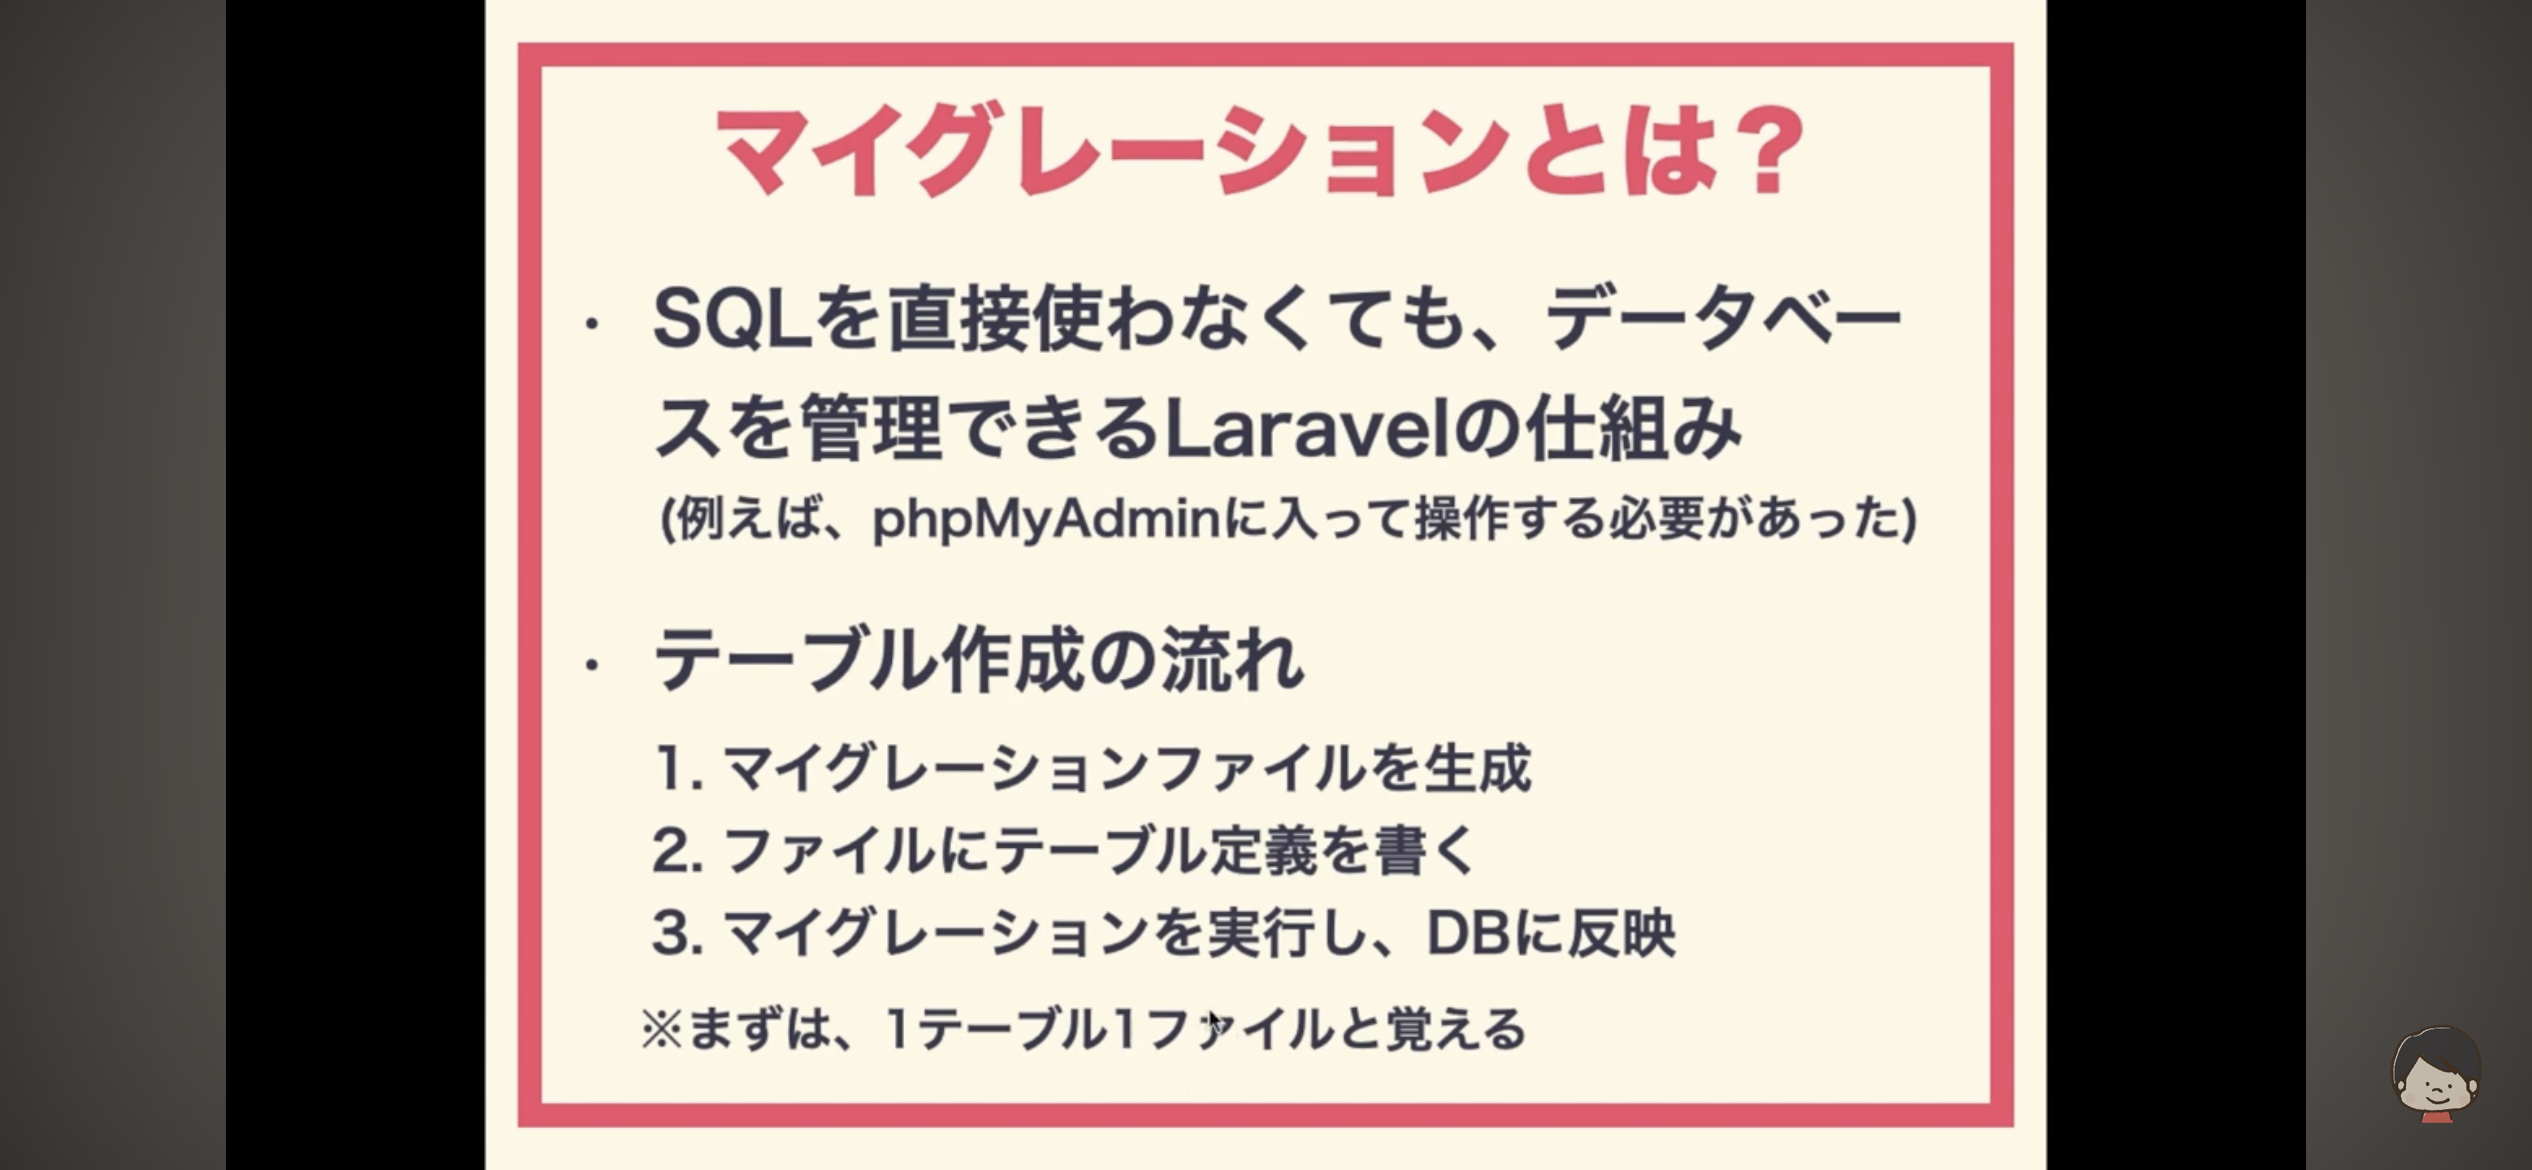 マイグレーションとは？
・ SQLを直接使わなくても、データベー
スを管理できるLaravelの仕組み
(例えば、phpMyAdminに入って操作する必要があった)
・ テーブル作成の流れ
1. マイグレーションファイルを生成
2. ファイルにテーブル定義を書く
3. マイグレーションを実行し、DBに反映
※まずは、1テーブル1ファイルと覚える